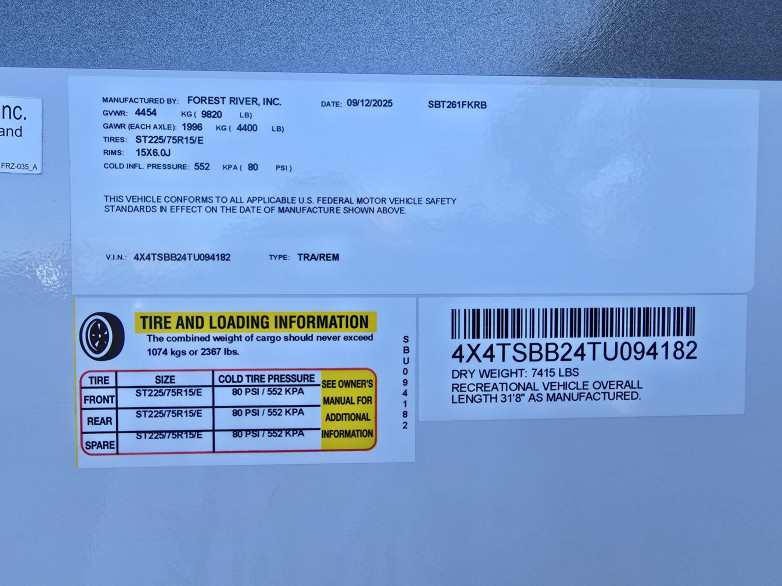 nc.
and
FRZ-035_A
MANUFACTURED BY: FOREST RIVER, INC. DATE: 09/12/2025 SBT261FKRB
GVWR: 4454 KG ( 9820 LB)
GAWR (EACH AXLE): 1996 KG ( 4400 LB)
TIRES: ST225/75R15/E
RIMS: 15X6.0J
COLD INFL. PRESSURE: 552 KPA ( 80 PSI )
THIS VEHICLE CONFORMS TO ALL APPLICABLE U.S. FEDERAL MOTOR VEHICLE SAFETY
STANDARDS IN EFFECT ON THE DATE OF MANUFACTURE SHOWN ABOVE.
V.I.N.: 4X4TSBB24TU094182 TYPE: TRA/REM
TIRE AND LOADING INFORMATION
The combined weight of cargo should never exceed
1074 kgs or 2367 lbs.
TIRE SIZE COLD TIRE PRESSURE
FRONT ST225/75R15/E 80 PSI / 552 KPA
REAR ST225/75R15/E 80 PSI / 552 KPA
SPARE ST225/75R15/E 80 PSI / 552 KPA
SEE OWNER'S
MANUAL FOR
ADDITIONAL
INFORMATION
SBU094182
4X4TSBB24TU094182
DRY WEIGHT: 7415 LBS
RECREATIONAL VEHICLE OVERALL
LENGTH 31'8" AS MANUFACTURED.